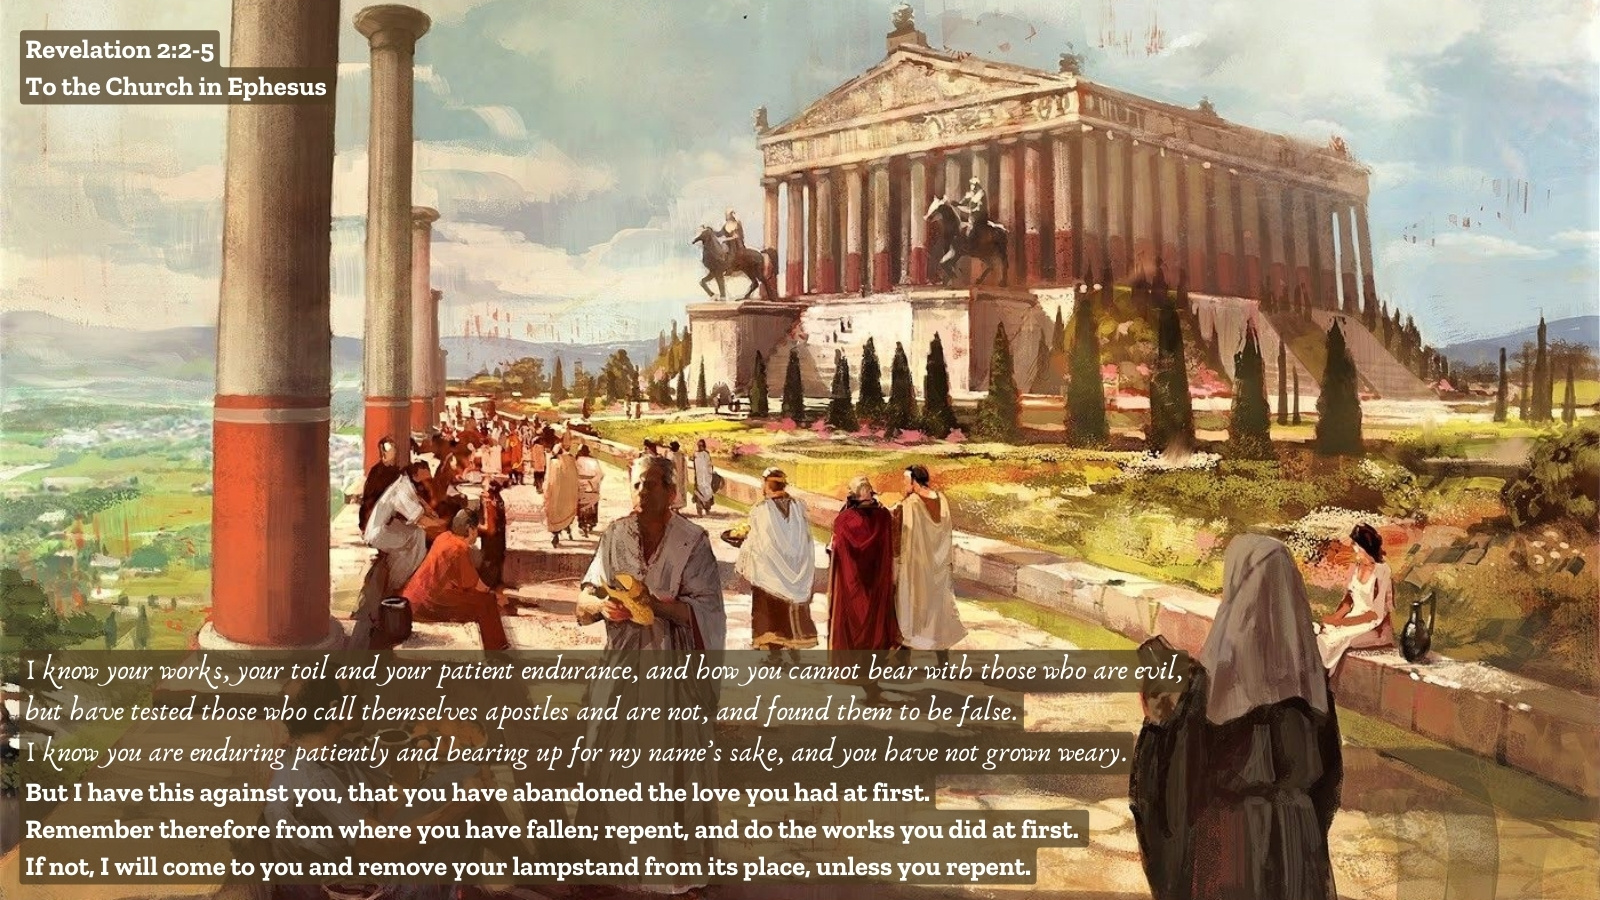 Revelation 2:2-5
To the Church in Ephesus
I know your works, your toil and your patient endurance, and how you cannot bear with those who are evil,
but have tested those who call themselves apostles and are not, and found them to be false.
I know you are enduring patiently and bearing up for my name’s sake, and you have not grown weary.
But I have this against you, that you have abandoned the love you had at first.
Remember therefore from where you have fallen; repent, and do the works you did at first.
If not, I will come to you and remove your lampstand from its place, unless you repent.